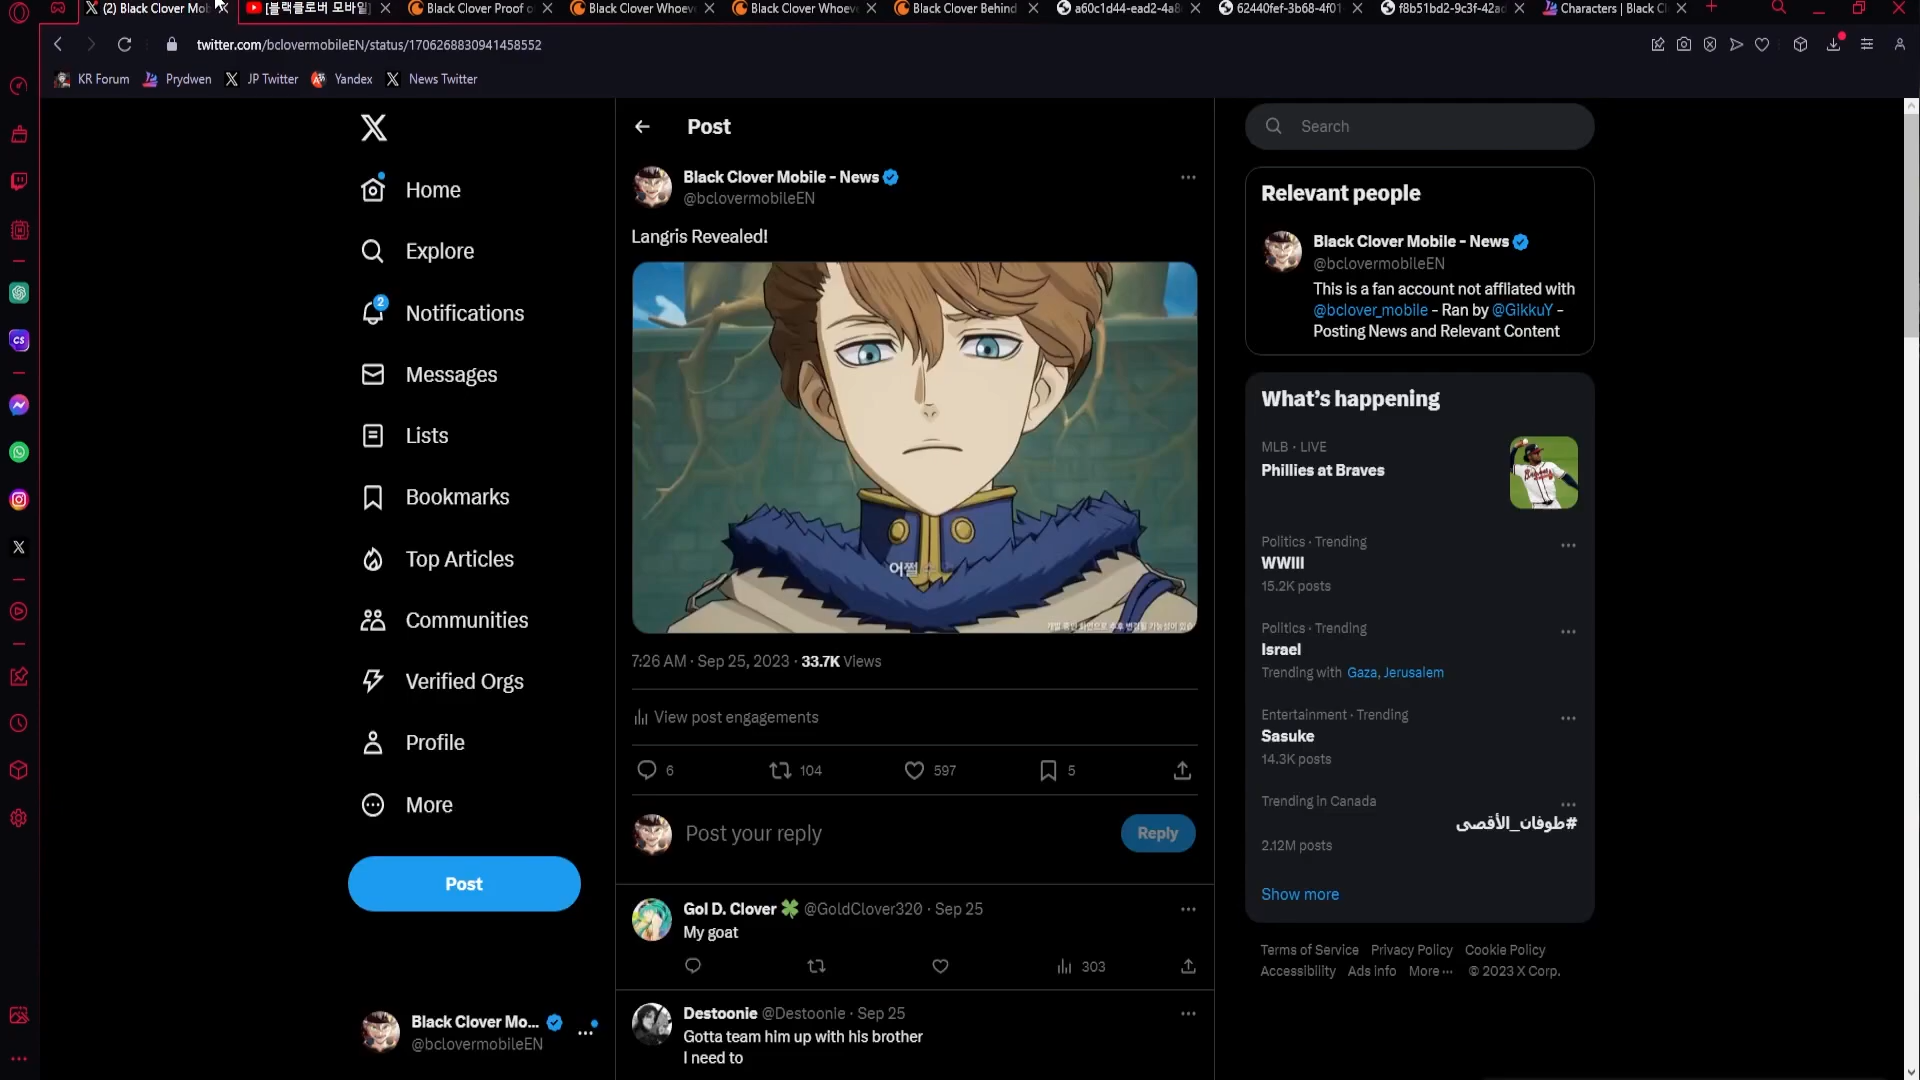 (2) Black Clover Mob
[블랙클로버 모바일]
Black Clover Proof o
Black Clover Whoev
Black Clover Whoev
Black Clover Behind
a60c1d44-ead2-4a8
62440fef-3b68-4f01
f8b51bd2-9c3f-42ad
Characters | Black Cl
twitter.com/bclovermobileEN/status/1706268830941458552
KR Forum
Prydwen
JP Twitter
Yandex
News Twitter
Home
Explore
2
Notifications
Messages
Lists
Bookmarks
Top Articles
Communities
Verified Orgs
Profile
More
Post
Black Clover Mo...
@bclovermobileEN
Post
Black Clover Mobile - News
@bclovermobileEN
Langris Revealed!
어쩔
7:26 AM · Sep 25, 2023 · 33.7K Views
View post engagements
6 104 597 5
Post your reply
Reply
Gol D. Clover 🍀 @GoldClover320 · Sep 25
My goat
303
Destoonie @Destoonie · Sep 25
Gotta team him up with his brother
I need to
Search
Relevant people
Black Clover Mobile - News
@bclovermobileEN
This is a fan account not affliated with
@bclover_mobile - Ran by @GikkuY -
Posting News and Relevant Content
What's happening
MLB · LIVE
Phillies at Braves
Politics · Trending
WWIII
15.2K posts
Politics · Trending
Israel
Trending with Gaza, Jerusalem
Entertainment · Trending
Sasuke
14.3K posts
Trending in Canada
#طوفان_الأقصى
2.12M posts
Show more
Terms of Service Privacy Policy Cookie Policy
Accessibility Ads info More ··· © 2023 X Corp.